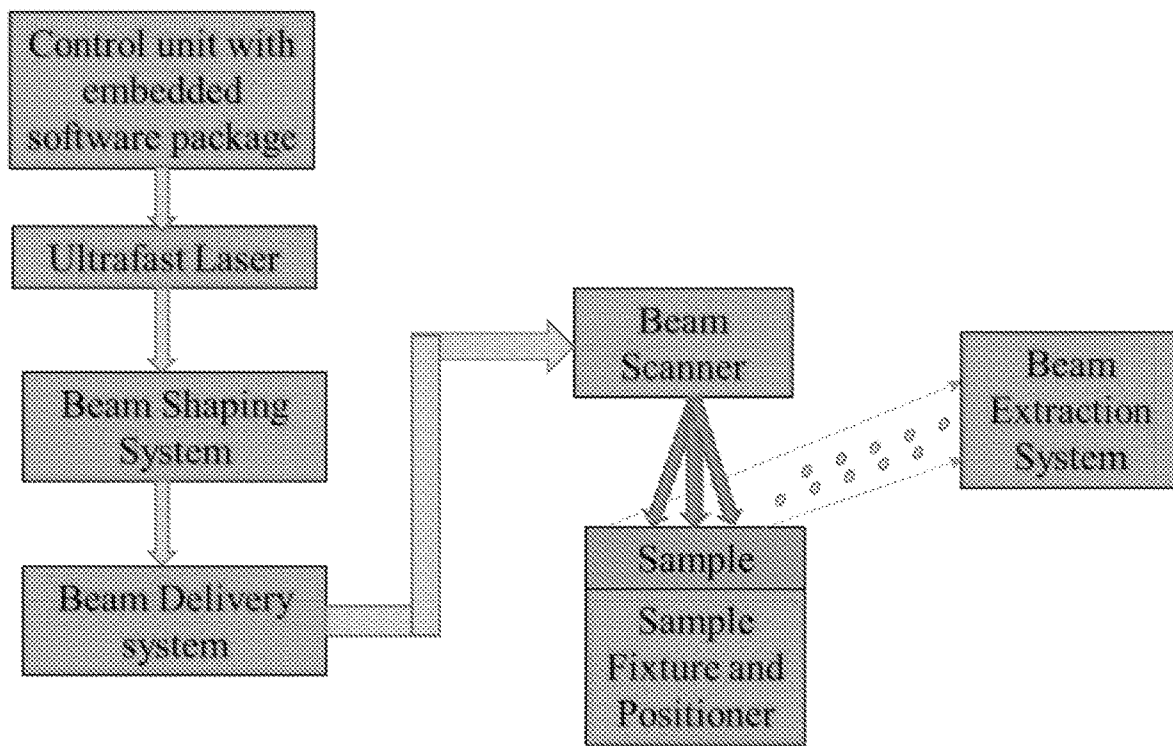 Control unit with
embedded
software package
Ultrafast Laser
Beam Shaping
System
Beam Delivery
system
Beam
Scanner
Sample
Sample
Fixture and
Positioner
Beam
Extraction
System